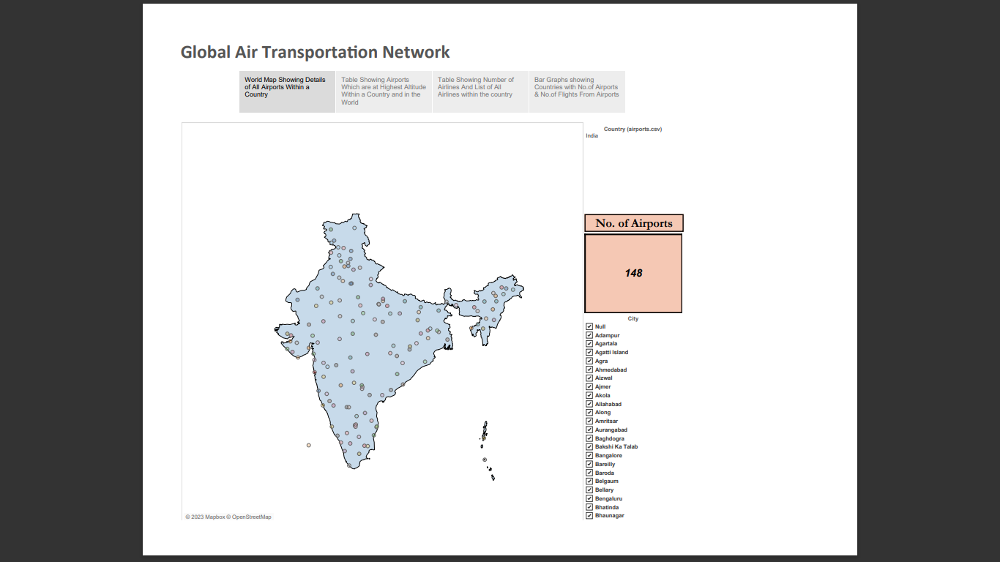 Global Air Transportation Network
World Map Showing Details
of All Airports Within a
Country
Table Showing Airports
Which are at Highest Altitude
Within a Country and in the
World
Table Showing Number of
Airlines And List of All
Airlines within the country
Bar Graphs showing
Countries with No.of Airports
& No.of Flights From Airports
Country (airports.csv)
India
No. of Airports
148
City
Null
Adampur
Agartala
Agatti Island
Agra
Ahmedabad
Aizwal
Ajmer
Akola
Allahabad
Along
Amritsar
Aurangabad
Baghdogra
Bakshi Ka Talab
Bangalore
Bareilly
Baroda
Belgaum
Bellary
Bengaluru
Bhatinda
Bhaunagar
© 2023 Mapbox © OpenStreetMap